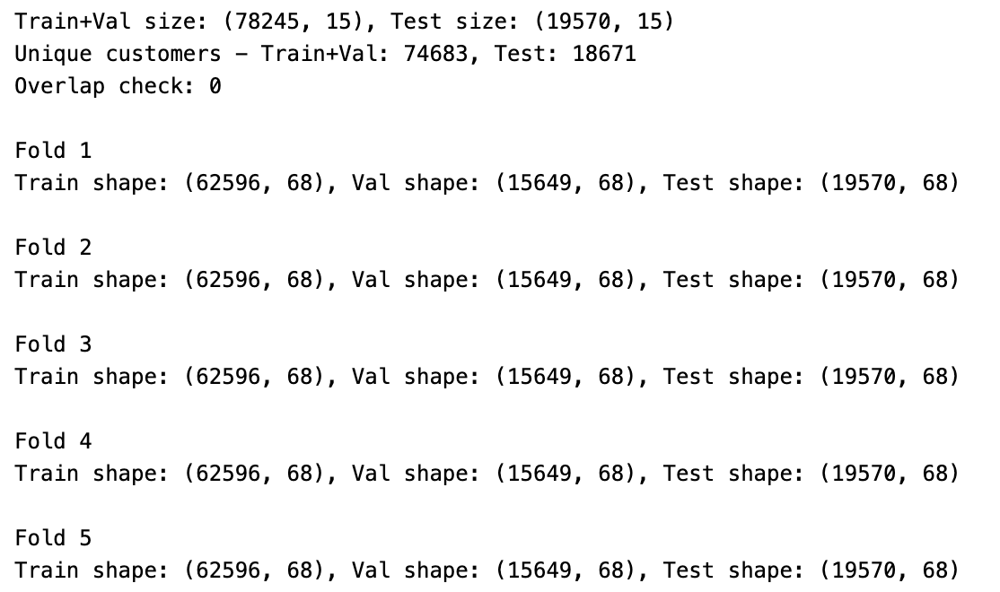 Train+Val size: (78245, 15), Test size: (19570, 15)
Unique customers – Train+Val: 74683, Test: 18671
Overlap check: 0
Fold 1
Train shape: (62596, 68), Val shape: (15649, 68), Test shape: (19570, 68)
Fold 2
Train shape: (62596, 68), Val shape: (15649, 68), Test shape: (19570, 68)
Fold 3
Train shape: (62596, 68), Val shape: (15649, 68), Test shape: (19570, 68)
Fold 4
Train shape: (62596, 68), Val shape: (15649, 68), Test shape: (19570, 68)
Fold 5
Train shape: (62596, 68), Val shape: (15649, 68), Test shape: (19570, 68)